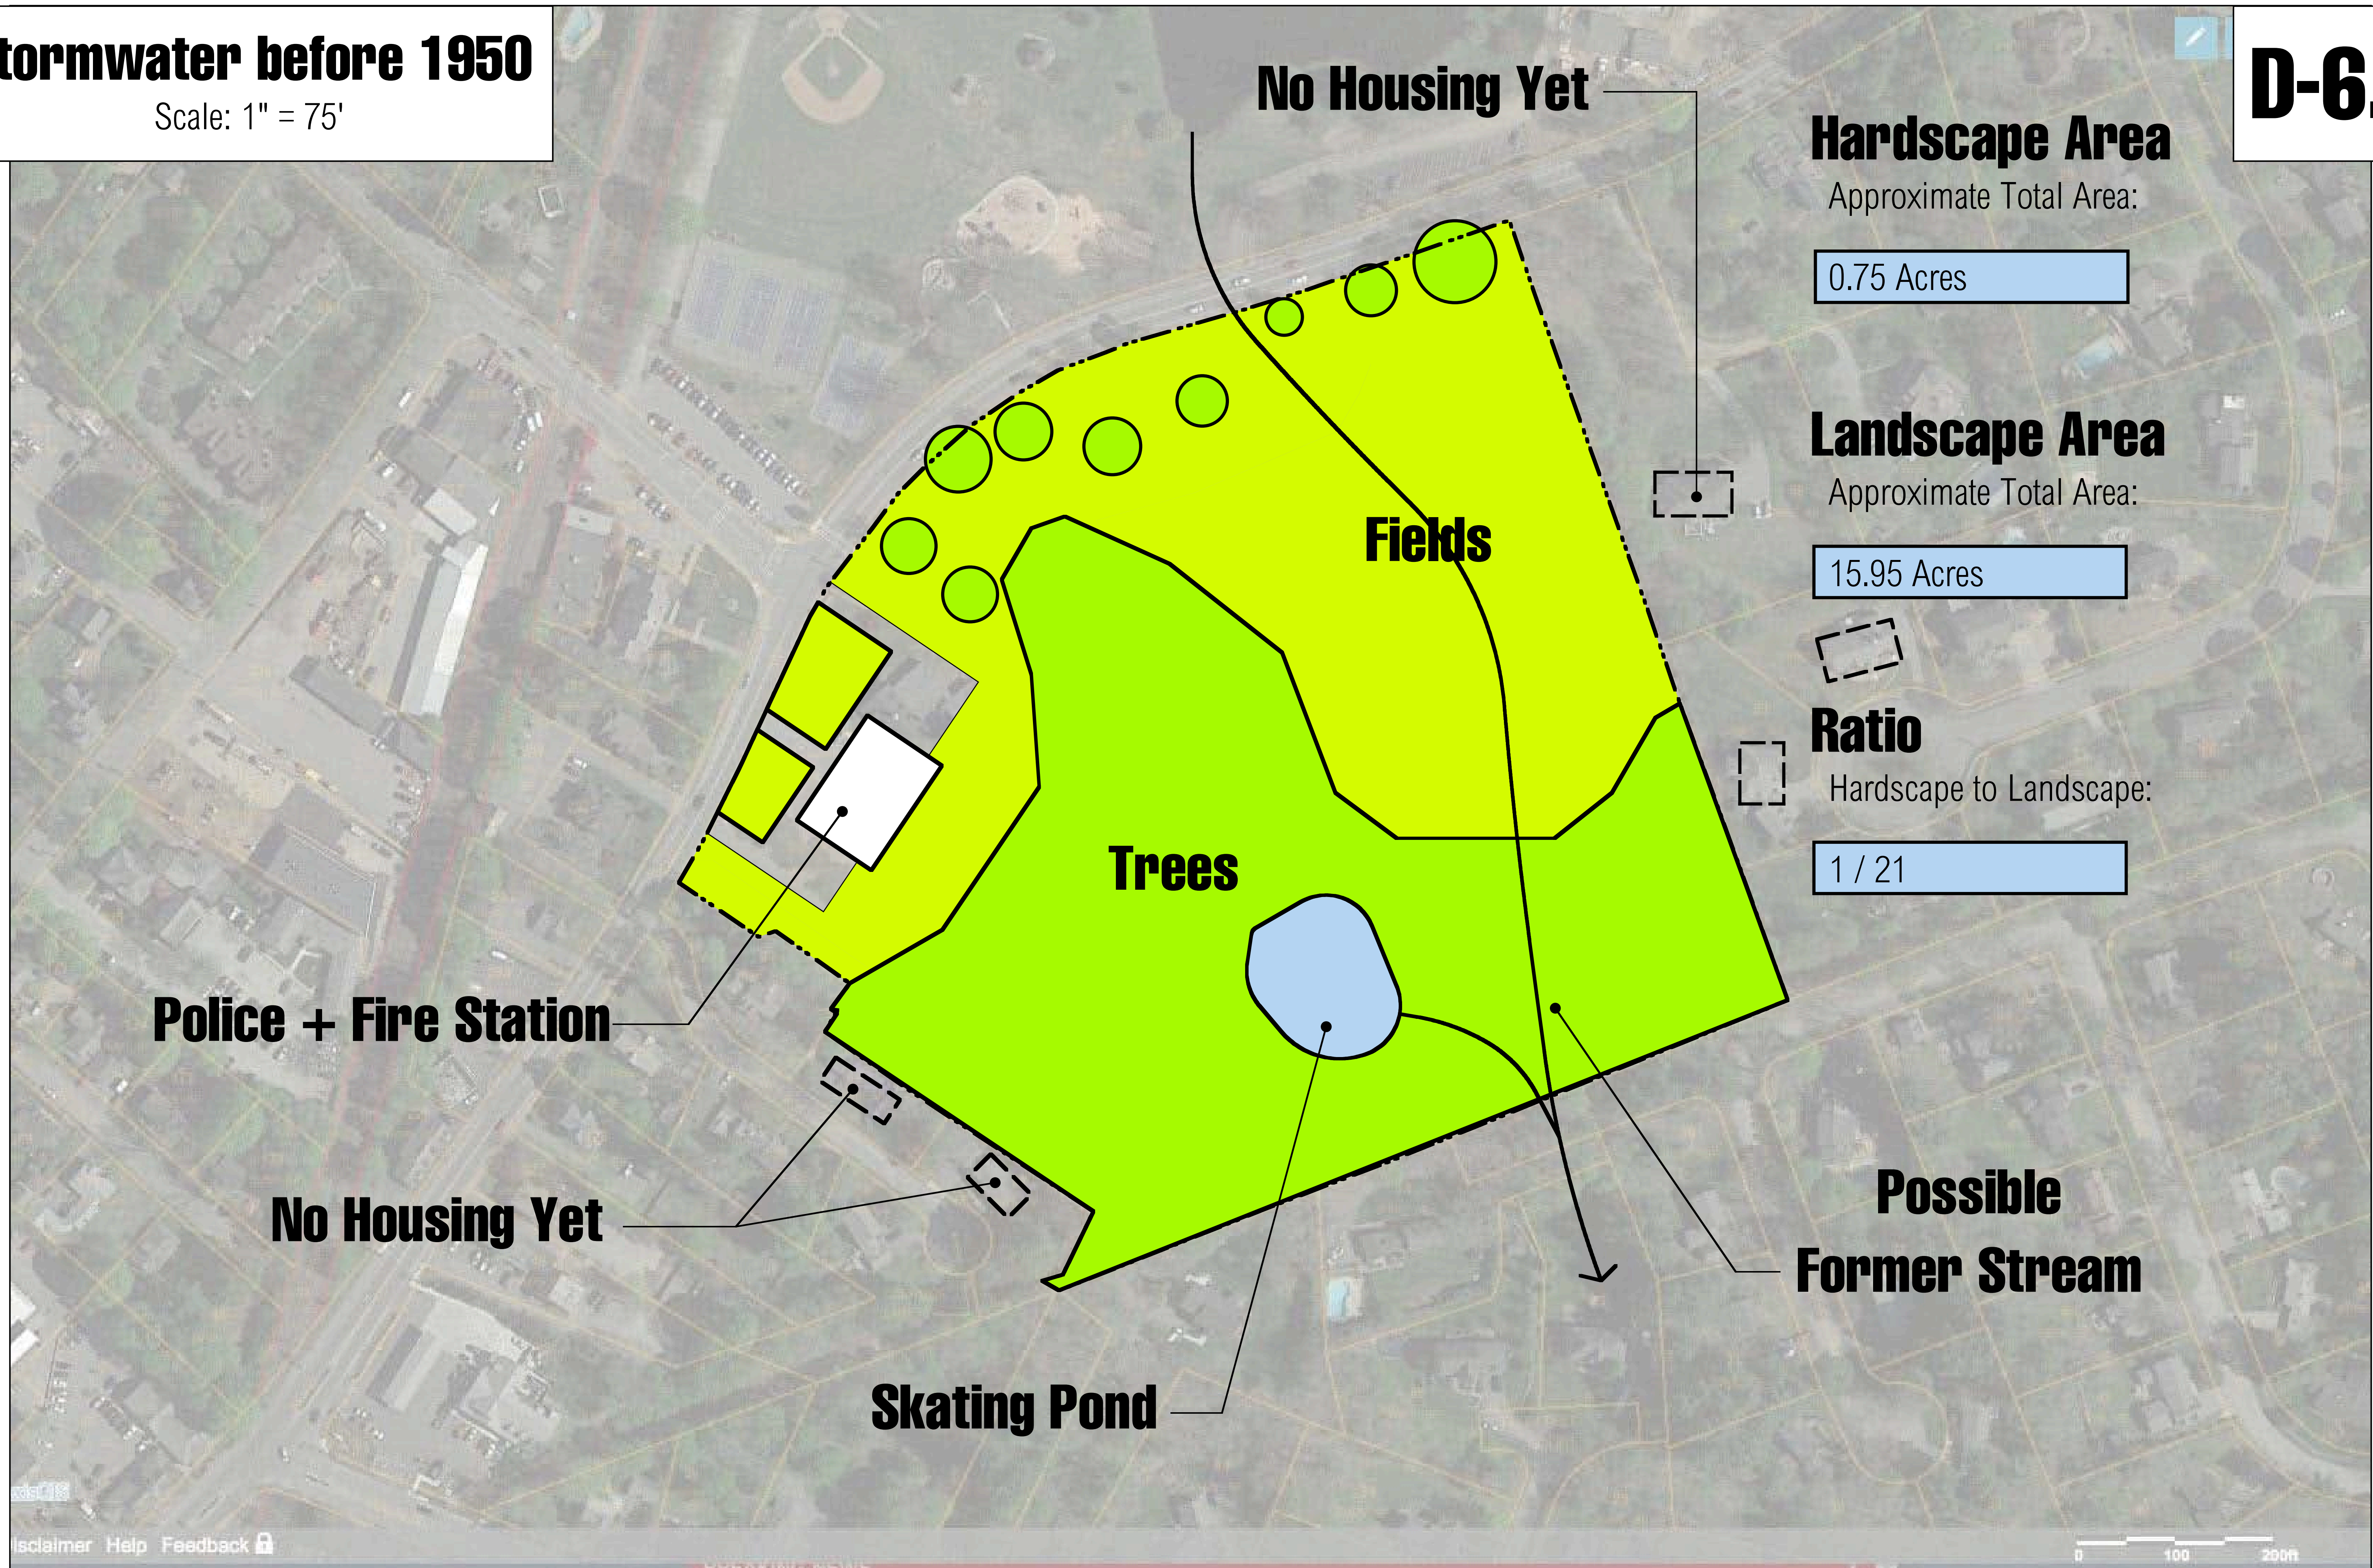 tormwater before 1950
Scale: 1" = 75'
D-6.
No Housing Yet
Hardscape Area
Approximate Total Area:
0.75 Acres
Landscape Area
Approximate Total Area:
15.95 Acres
Ratio
Hardscape to Landscape:
1 / 21
Fields
Trees
Police + Fire Station
No Housing Yet
Skating Pond
Possible
Former Stream
isclaimer Help Feedback
0 100 200ft